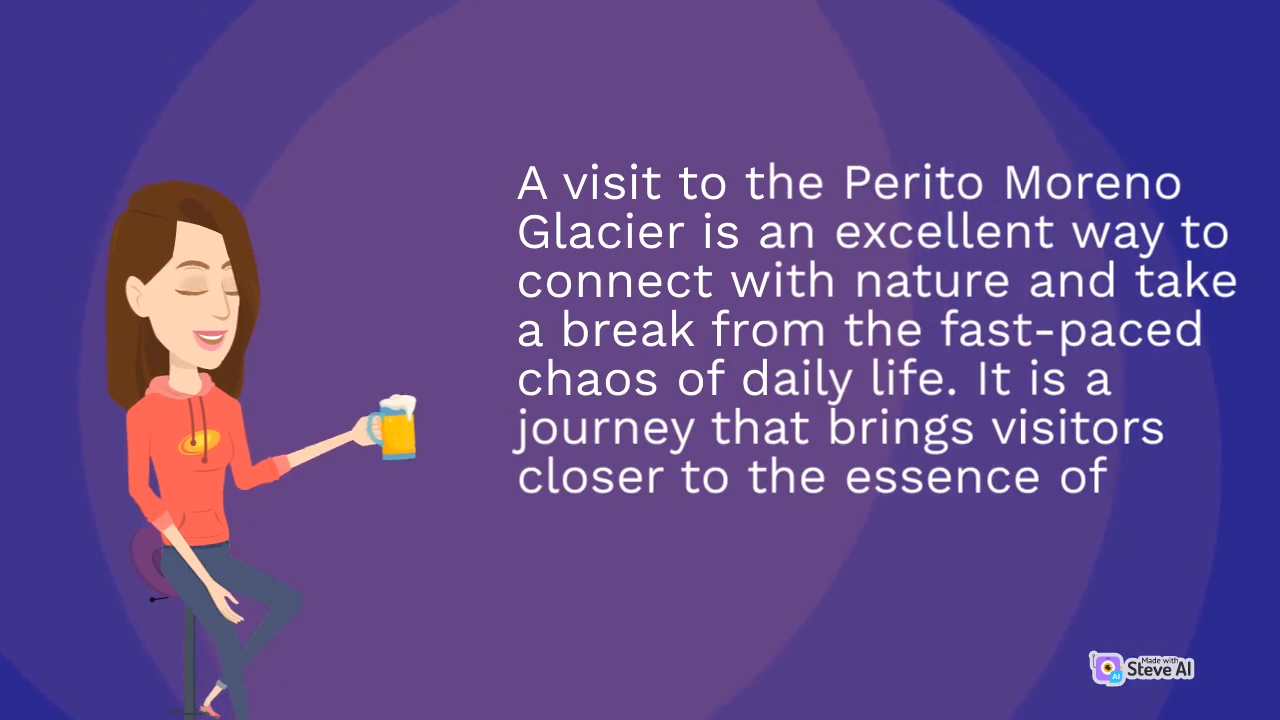 A visit to the Perito Moreno
Glacier is an excellent way to
connect with nature and take
a break from the fast-paced
chaos of daily life. It is a
journey that brings visitors
closer to the essence of
Made with
Steve AI
AI